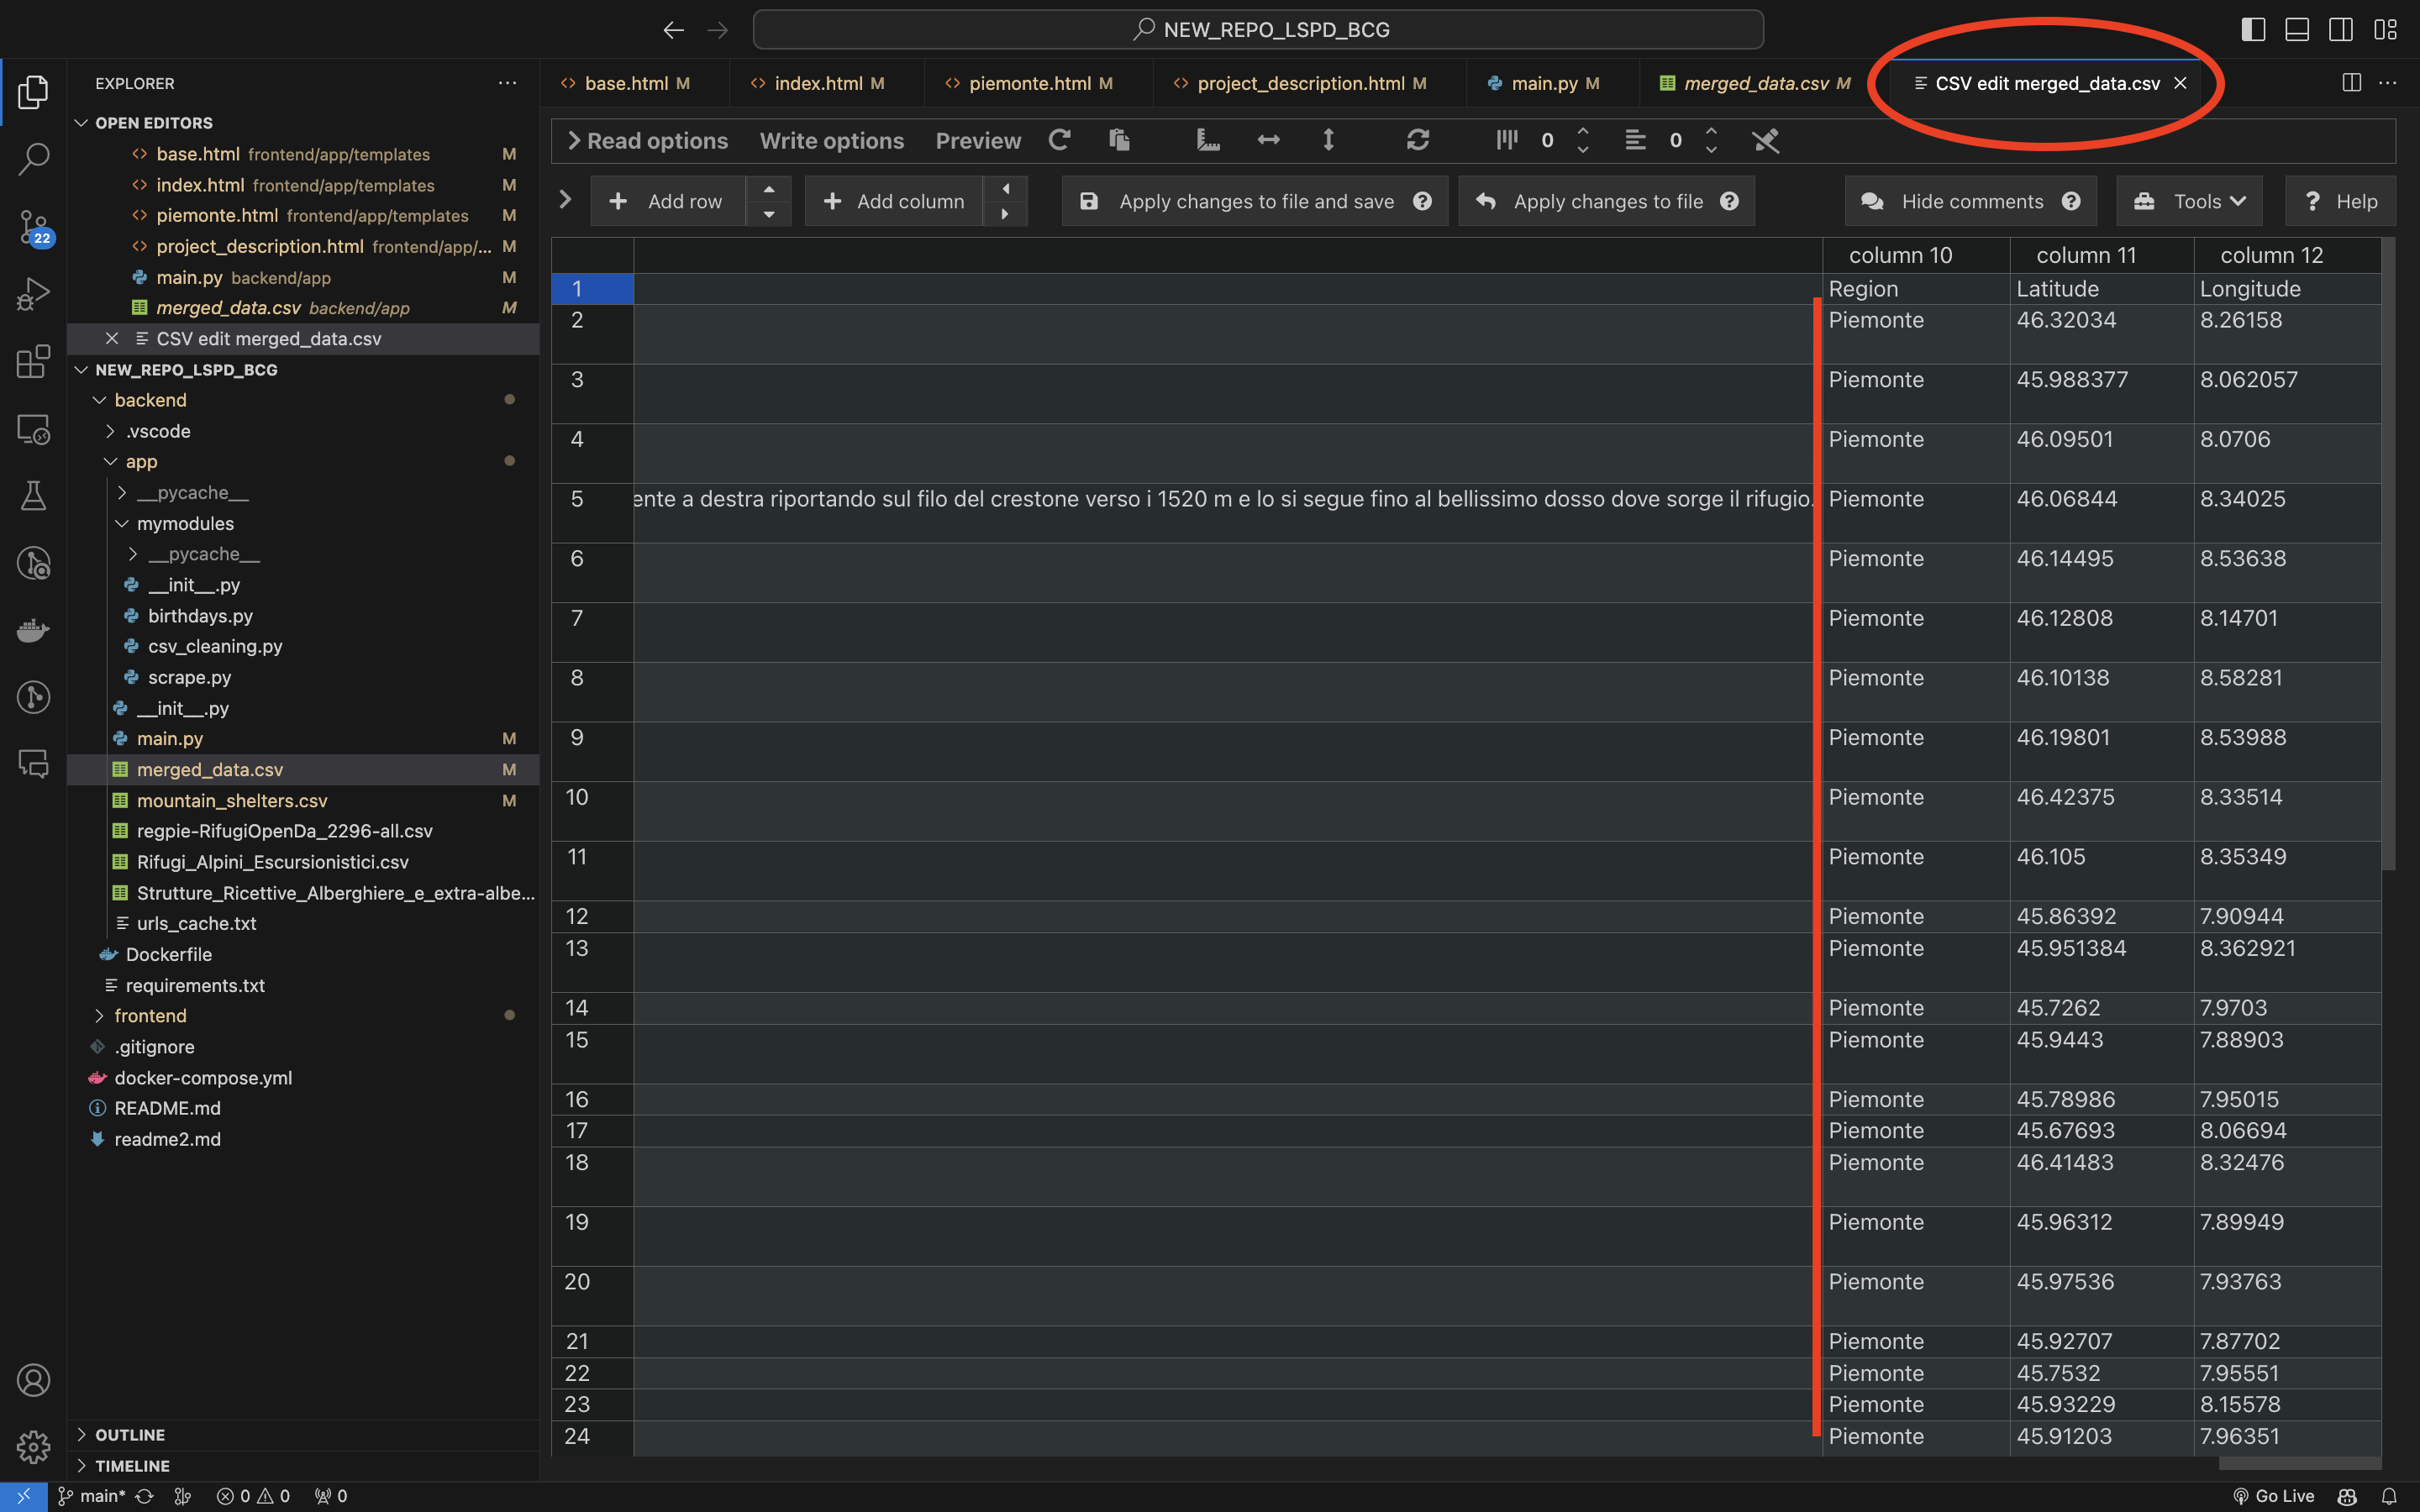 NEW_REPO_LSPD_BCG
EXPLORER
base.html M
index.html M
piemonte.html M
project_description.html M
main.py M
merged_data.csv M
CSV edit merged_data.csv
OPEN EDITORS
base.html frontend/app/templates M
index.html frontend/app/templates M
piemonte.html frontend/app/templates M
project_description.html frontend/app/... M
main.py backend/app M
merged_data.csv backend/app M
CSV edit merged_data.csv
NEW_REPO_LSPD_BCG
backend
.vscode
app
__pycache__
mymodules
__pycache__
__init__.py
birthdays.py
csv_cleaning.py
scrape.py
__init__.py
main.py M
merged_data.csv M
mountain_shelters.csv M
regpie-RifugiOpenDa_2296-all.csv
Rifugi_Alpini_Escursionistici.csv
Strutture_Ricettive_Alberghiere_e_extra-albe...
urls_cache.txt
Dockerfile
requirements.txt
frontend
.gitignore
docker-compose.yml
README.md
readme2.md
OUTLINE
TIMELINE
22
Read options Write options Preview 0 0
Add row Add column Apply changes to file and save Apply changes to file Hide comments Tools Help
column 10 column 11 column 12
1 Region Latitude Longitude
2 Piemonte 46.32034 8.26158
3 Piemonte 45.988377 8.062057
4 Piemonte 46.09501 8.0706
5 ente a destra riportando sul filo del crestone verso i 1520 m e lo si segue fino al bellissimo dosso dove sorge il rifugio. Piemonte 46.06844 8.34025
6 Piemonte 46.14495 8.53638
7 Piemonte 46.12808 8.14701
8 Piemonte 46.10138 8.58281
9 Piemonte 46.19801 8.53988
10 Piemonte 46.42375 8.33514
11 Piemonte 46.105 8.35349
12 Piemonte 45.86392 7.90944
13 Piemonte 45.951384 8.362921
14 Piemonte 45.7262 7.9703
15 Piemonte 45.9443 7.88903
16 Piemonte 45.78986 7.95015
17 Piemonte 45.67693 8.06694
18 Piemonte 46.41483 8.32476
19 Piemonte 45.96312 7.89949
20 Piemonte 45.97536 7.93763
21 Piemonte 45.92707 7.87702
22 Piemonte 45.7532 7.95551
23 Piemonte 45.93229 8.15578
24 Piemonte 45.91203 7.96351
main* 0 0 0 Go Live